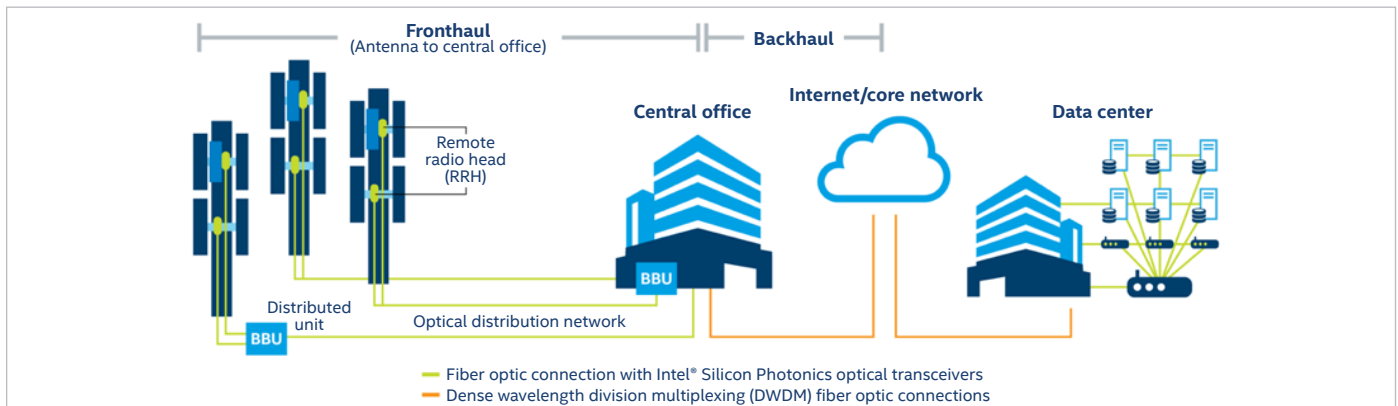 Fronthaul
(Antenna to central office)
Backhaul
Central office
Internet/core network
Data center
Remote
radio head
(RRH)
BBU
Distributed
unit
Optical distribution network
BBU
Fiber optic connection with Intel® Silicon Photonics optical transceivers
Dense wavelength division multiplexing (DWDM) fiber optic connections